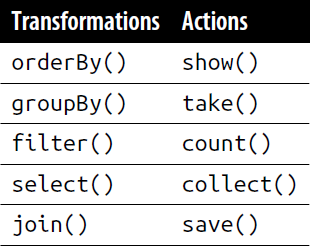 Transformations Actions
orderBy() show()
groupBy() take()
filter() count()
select() collect()
join() save()